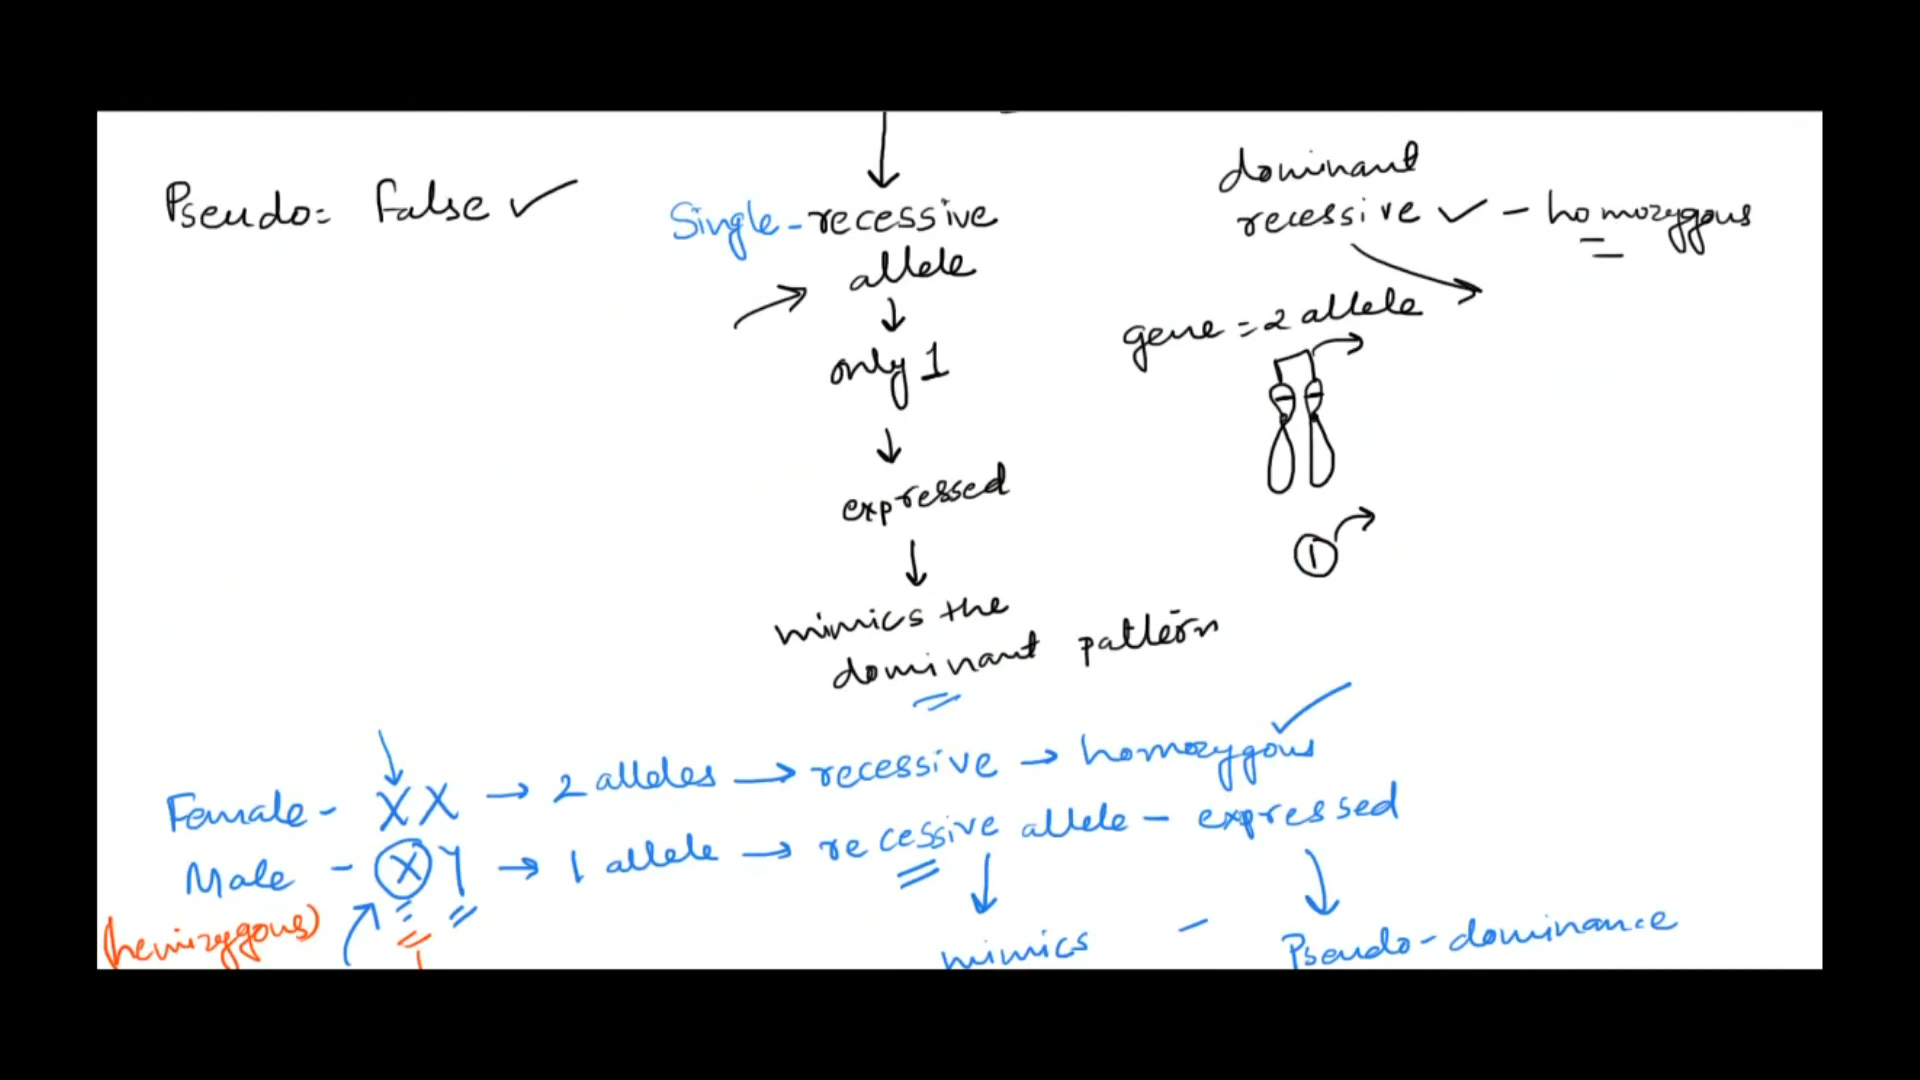 Pseudo = False ✓
Single-recessive
allele
↓
only 1
↓
expressed
↓
mimics the
dominant pattern
dominant
recessive ✓ - homozygous
gene = 2 allele
1
Female - XX → 2 alleles → recessive → homozygous
Male - XY → 1 allele → recessive allele - expressed
(hemizygous)
mimics - Pseudo-dominance